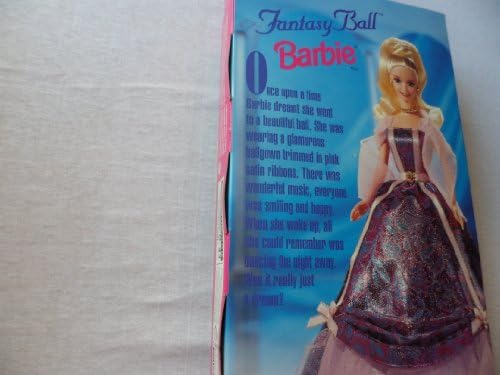 Fantasy Ball™
Barbie
Once upon a time
Barbie dreamt she went
to a beautiful ball. She was
wearing a glamorous
ballgown trimmed in pink
satin ribbons. There was
wonderful music, everyone
was smiling and happy.
When she woke up, all
she could remember was
dancing the night away.
Was it really just
a dream?